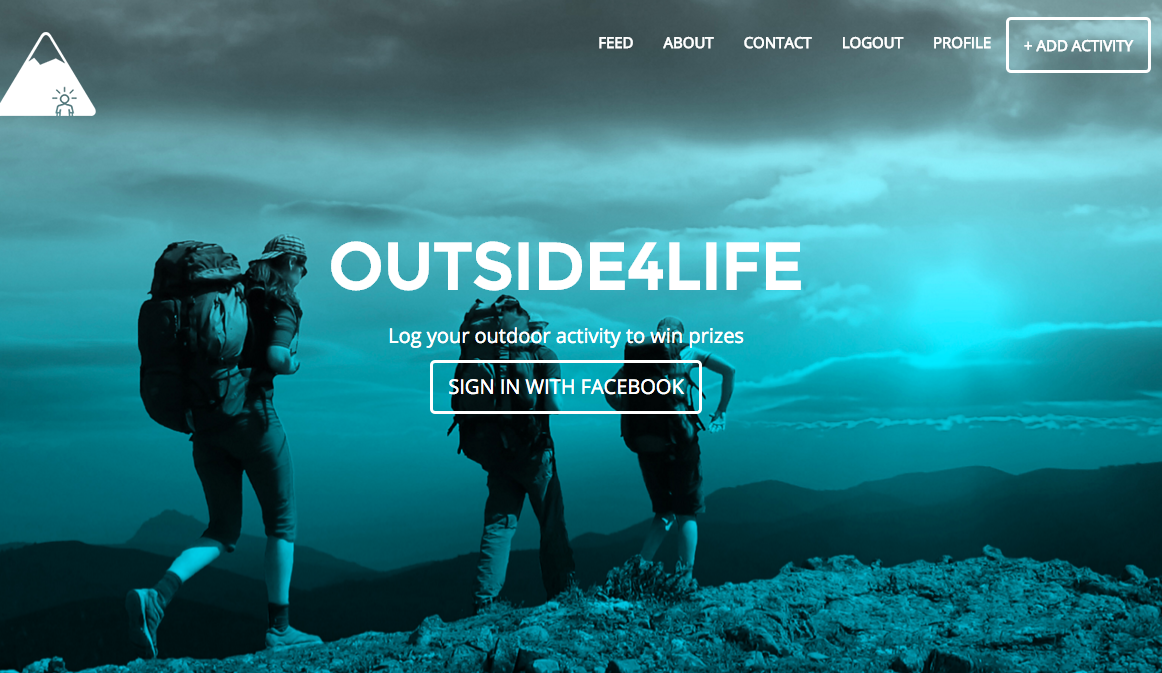 FEED ABOUT CONTACT LOGOUT PROFILE + ADD ACTIVITY
OUTSIDE4LIFE
Log your outdoor activity to win prizes
SIGN IN WITH FACEBOOK